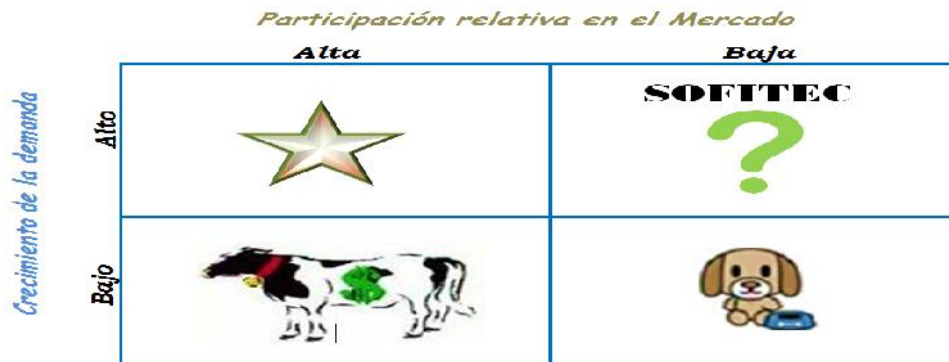 Participación relativa en el Mercado
Alta Baja
Crecimiento de la demanda
Alto
SOFITEC
?
Bajo
$